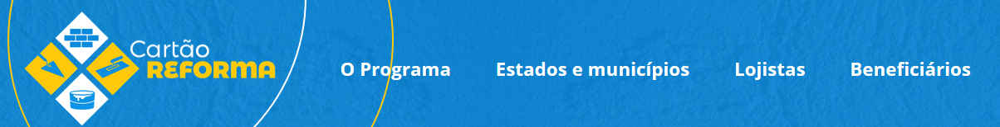 Cartão
REFORMA
O Programa
Estados e municípios
Lojistas
Beneficiários